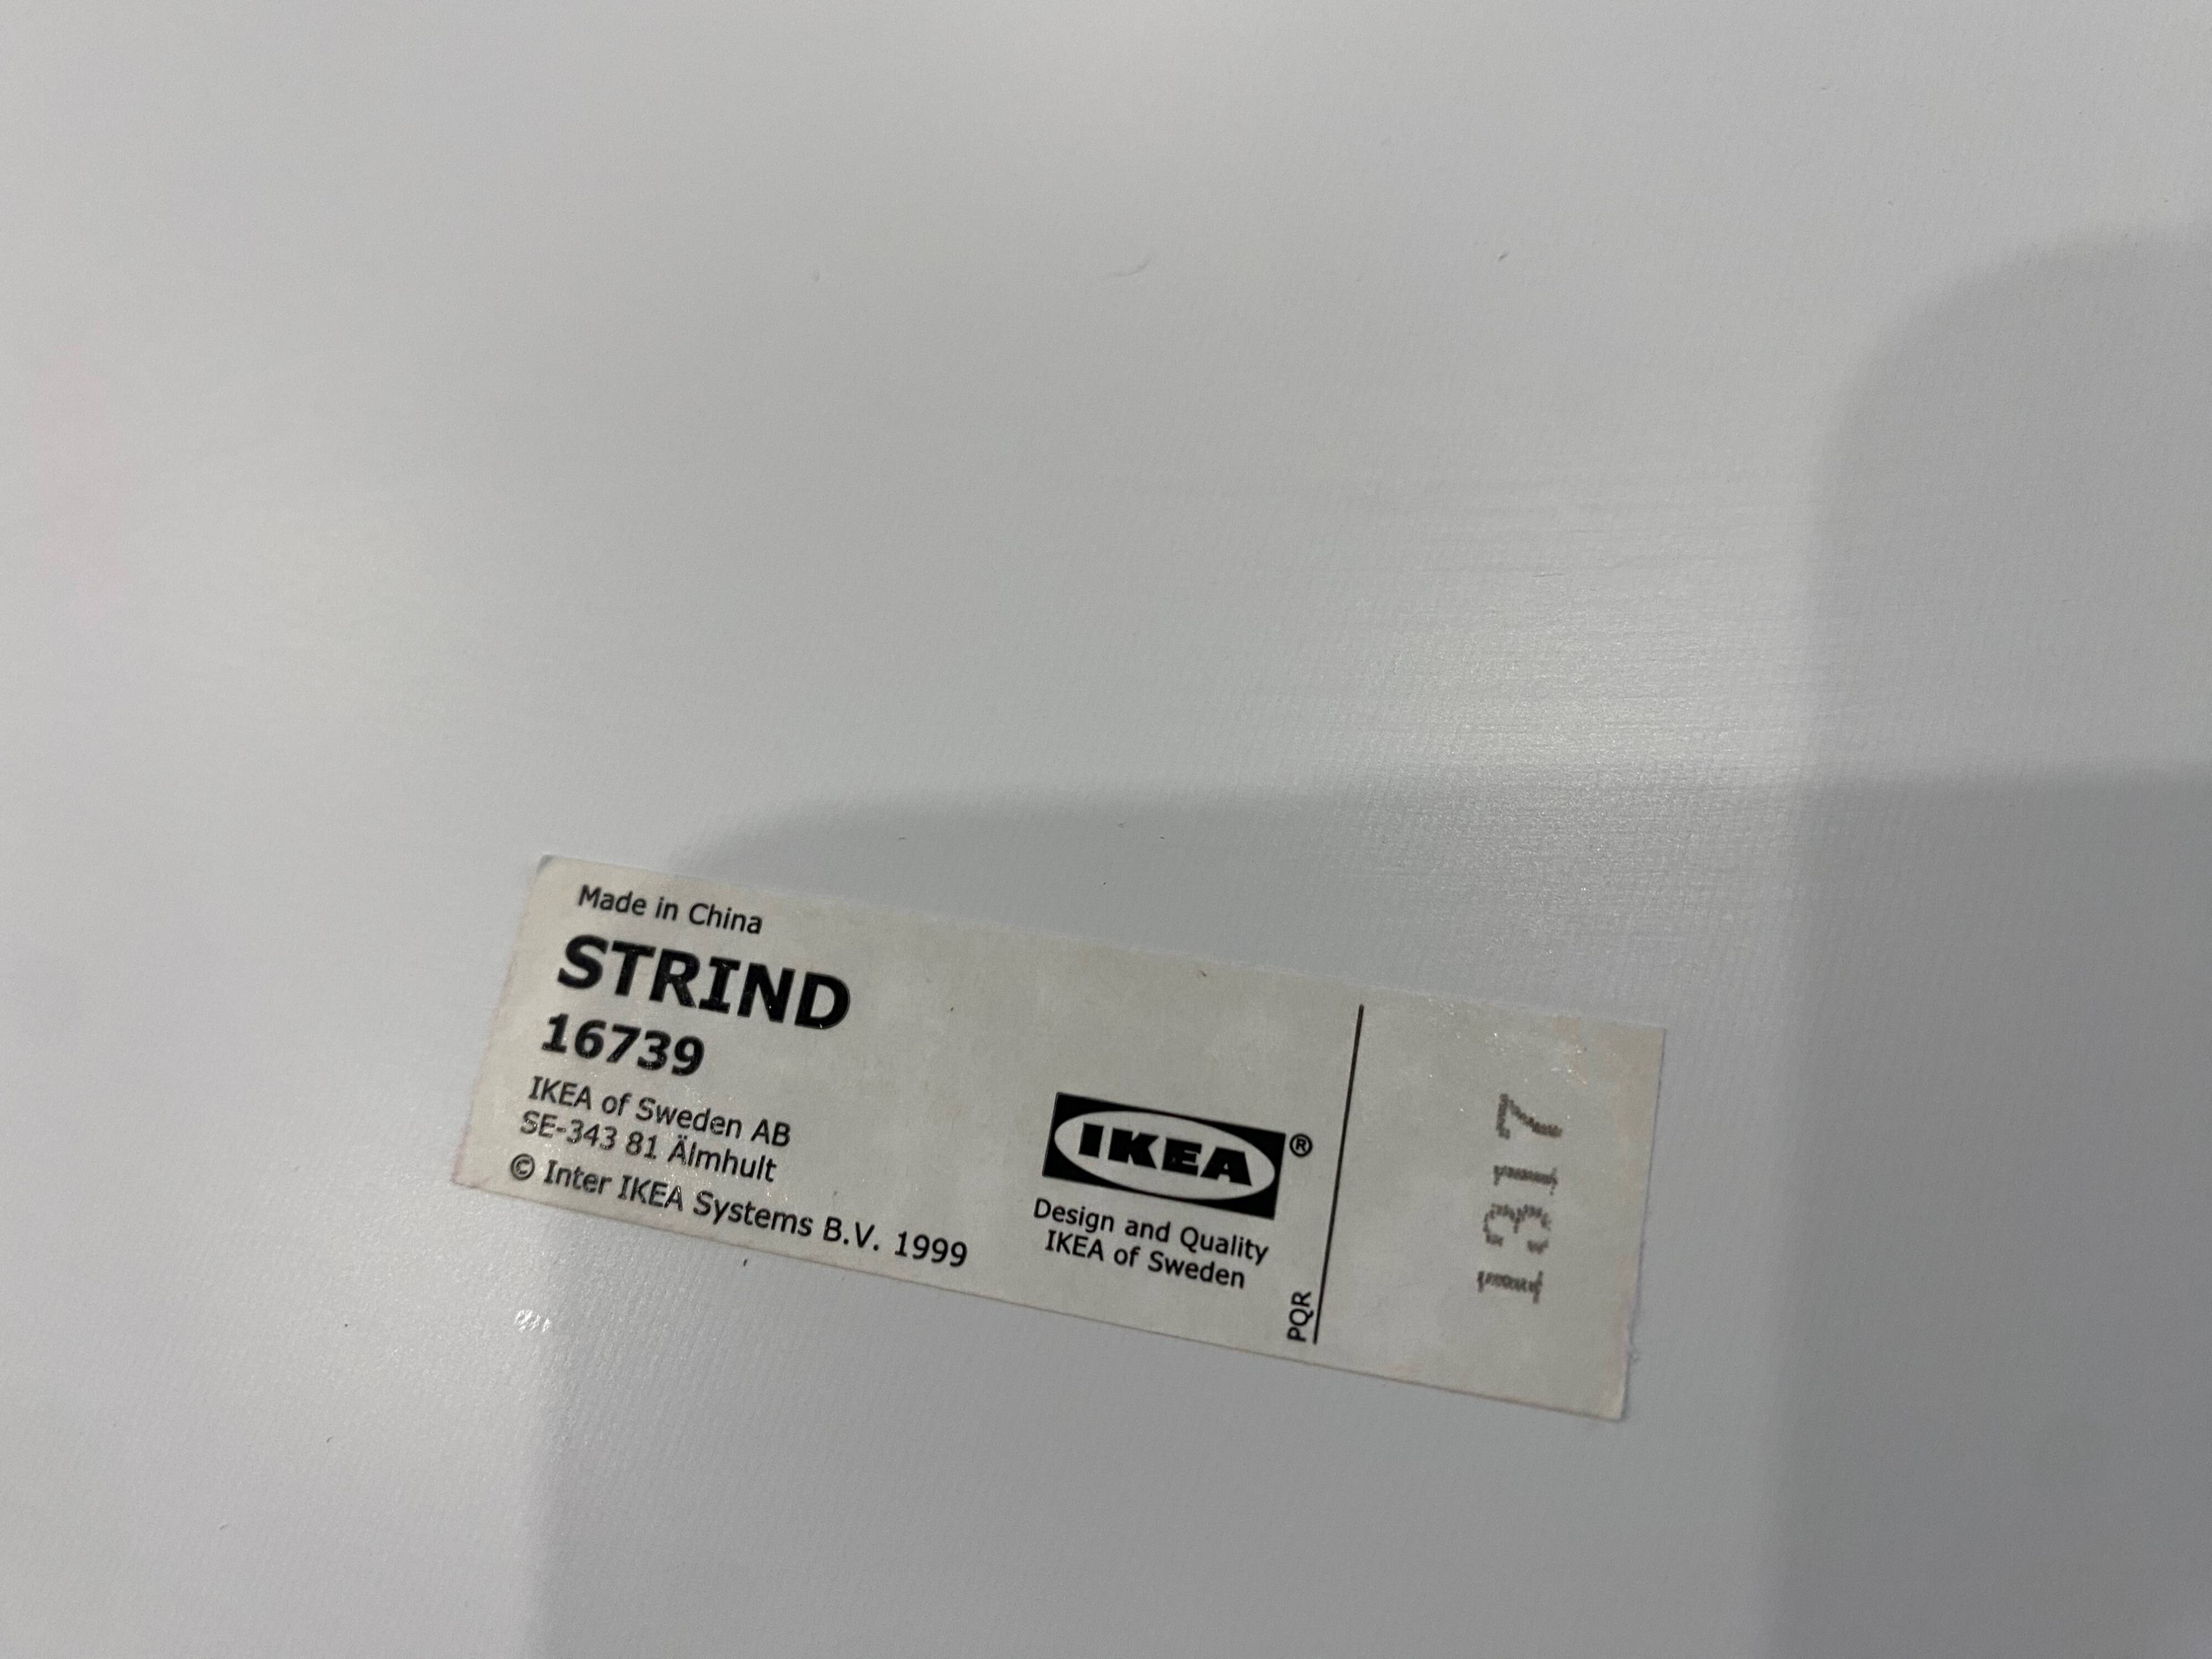 Made in China
STRIND
16739
IKEA of Sweden AB
SE-343 81 Älmhult
© Inter IKEA Systems B.V. 1999
IKEA®
Design and Quality
IKEA of Sweden
PQR
1317